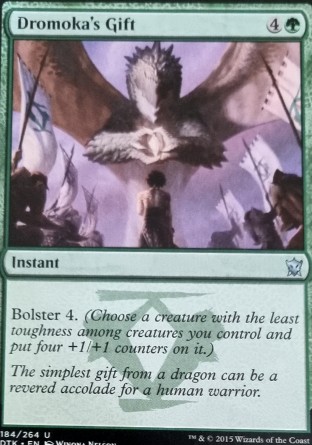 Dromoka's Gift 4
Instant
Bolster 4. (Choose a creature with the least
toughness among creatures you control and
put four +1/+1 counters on it.)
The simplest gift from a dragon can be a
revered accolade for a human warrior.
184/264 U
DTK • EN Winona Nelson
™ & © 2015 Wizards of the Coast